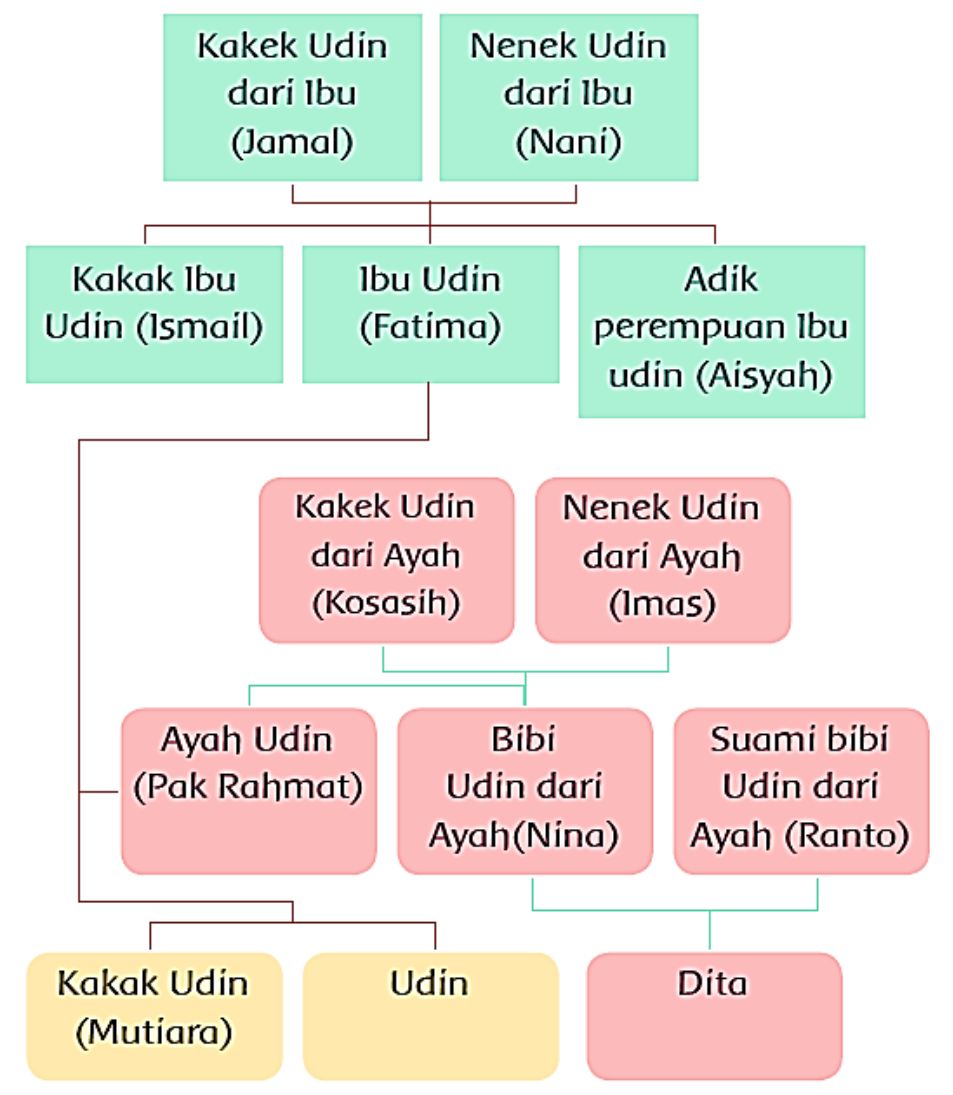 Kakek Udin
dari Ibu
(Jamal)
Nenek Udin
dari Ibu
(Nani)
Kakak Ibu
Udin (Ismail)
Ibu Udin
(Fatima)
Adik
perempuan Ibu
udin (Aisyah)
Kakek Udin
dari Ayah
(Kosasih)
Nenek Udin
dari Ayah
(Imas)
Ayah Udin
(Pak Rahmat)
Bibi
Udin dari
Ayah(Nina)
Suami bibi
Udin dari
Ayah (Ranto)
Kakak Udin
(Mutiara)
Udin
Dita